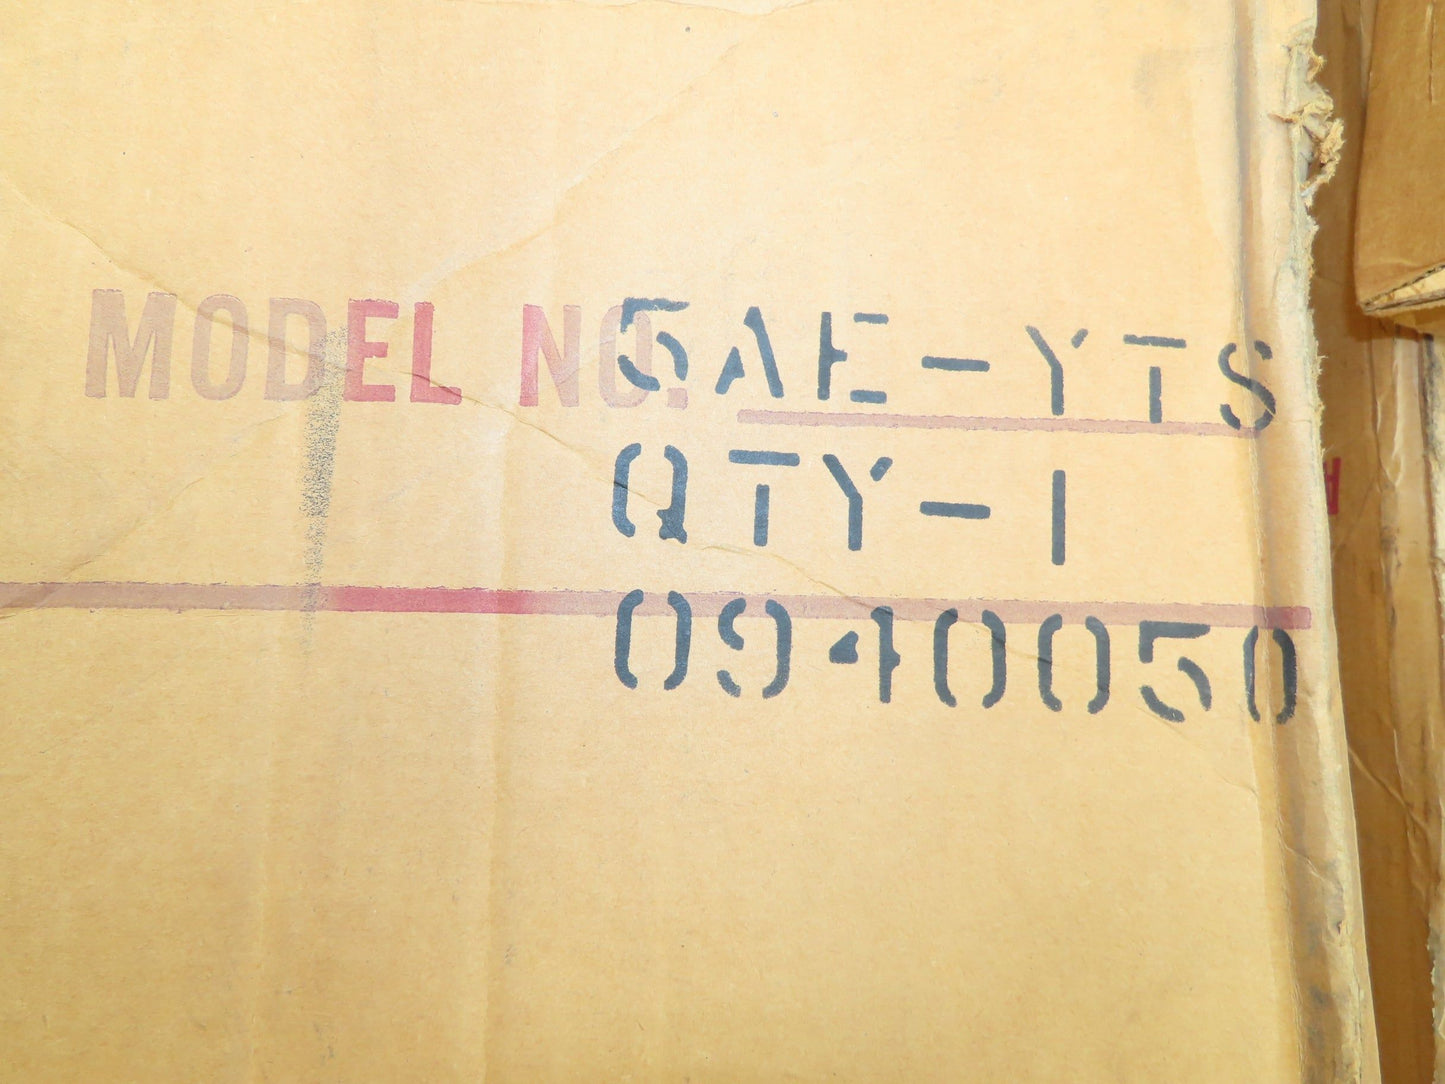 MODEL NO. 5AE-YTS
QTY-1
0940050